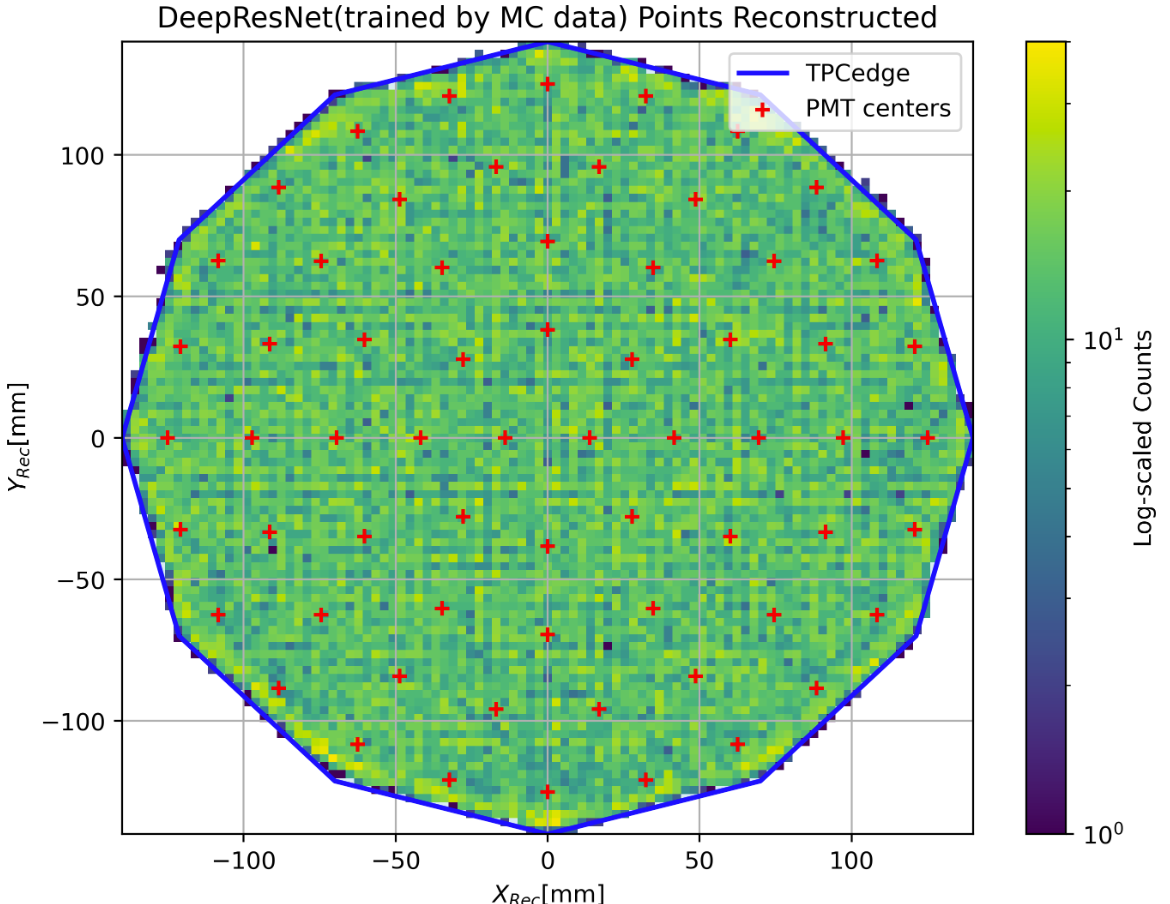 DeepResNet(trained by MC data) Points Reconstructed
TPCedge
PMT centers
100
50
0
−50
−100
Y_Rec[mm]
−100
−50
0
50
100
X_Rec[mm]
10^1
10^0
Log-scaled Counts